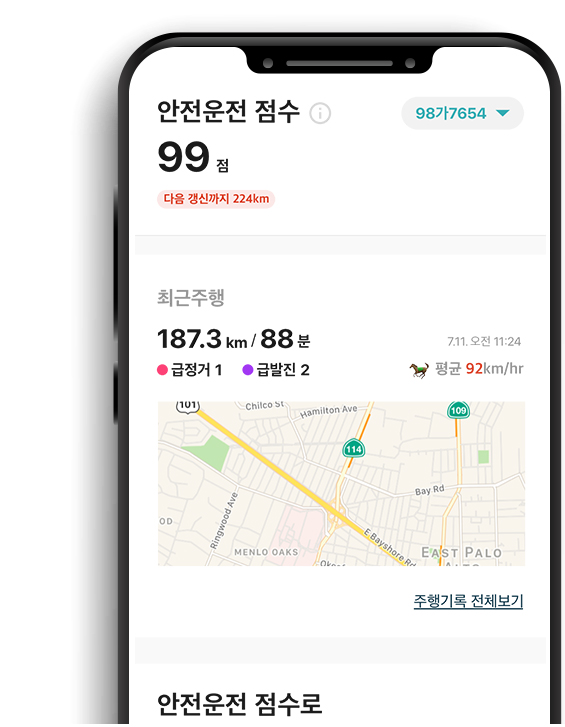 안전운전 점수
98가7654
99 점
다음 갱신까지 224km
최근주행
187.3 km / 88 분
7.11. 오전 11:24
급정거 1 급발진 2
평균 92km/hr
101
Chilco St
Hamilton Ave
109
114
Bay Rd
Ringwood Ave
OD
MENLO OAKS
E Bayshore Rd
EAST PALO
주행기록 전체보기
안전운전 점수로